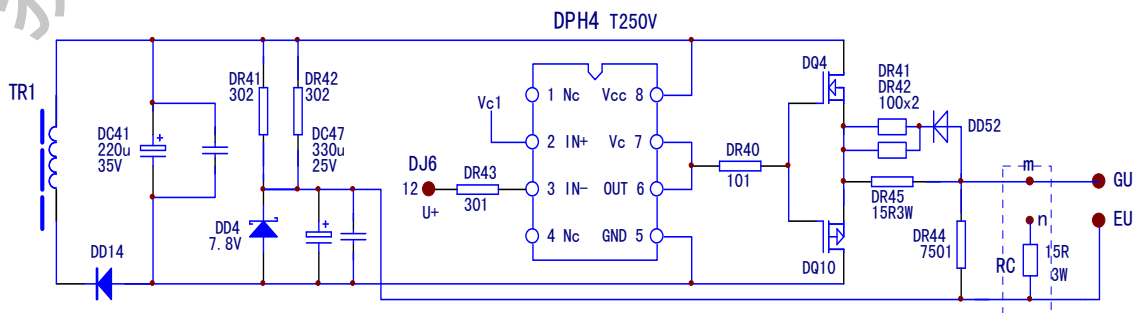 DPH4 T250V
TR1
DC41
220u
35V
+
DR41
302
DR42
302
DC47
330u
25V
+
DD4
7.8V
DD14
Vc1
DJ6
12
U+
DR43
301
1 Nc Vcc 8
2 IN+ Vc 7
3 IN- OUT 6
4 Nc GND 5
DR40
101
DQ4
DQ10
DR41
DR42
100x2
DD52
DR45
15R3W
DR44
7501
m
n
RC
15R
3W
GU
EU